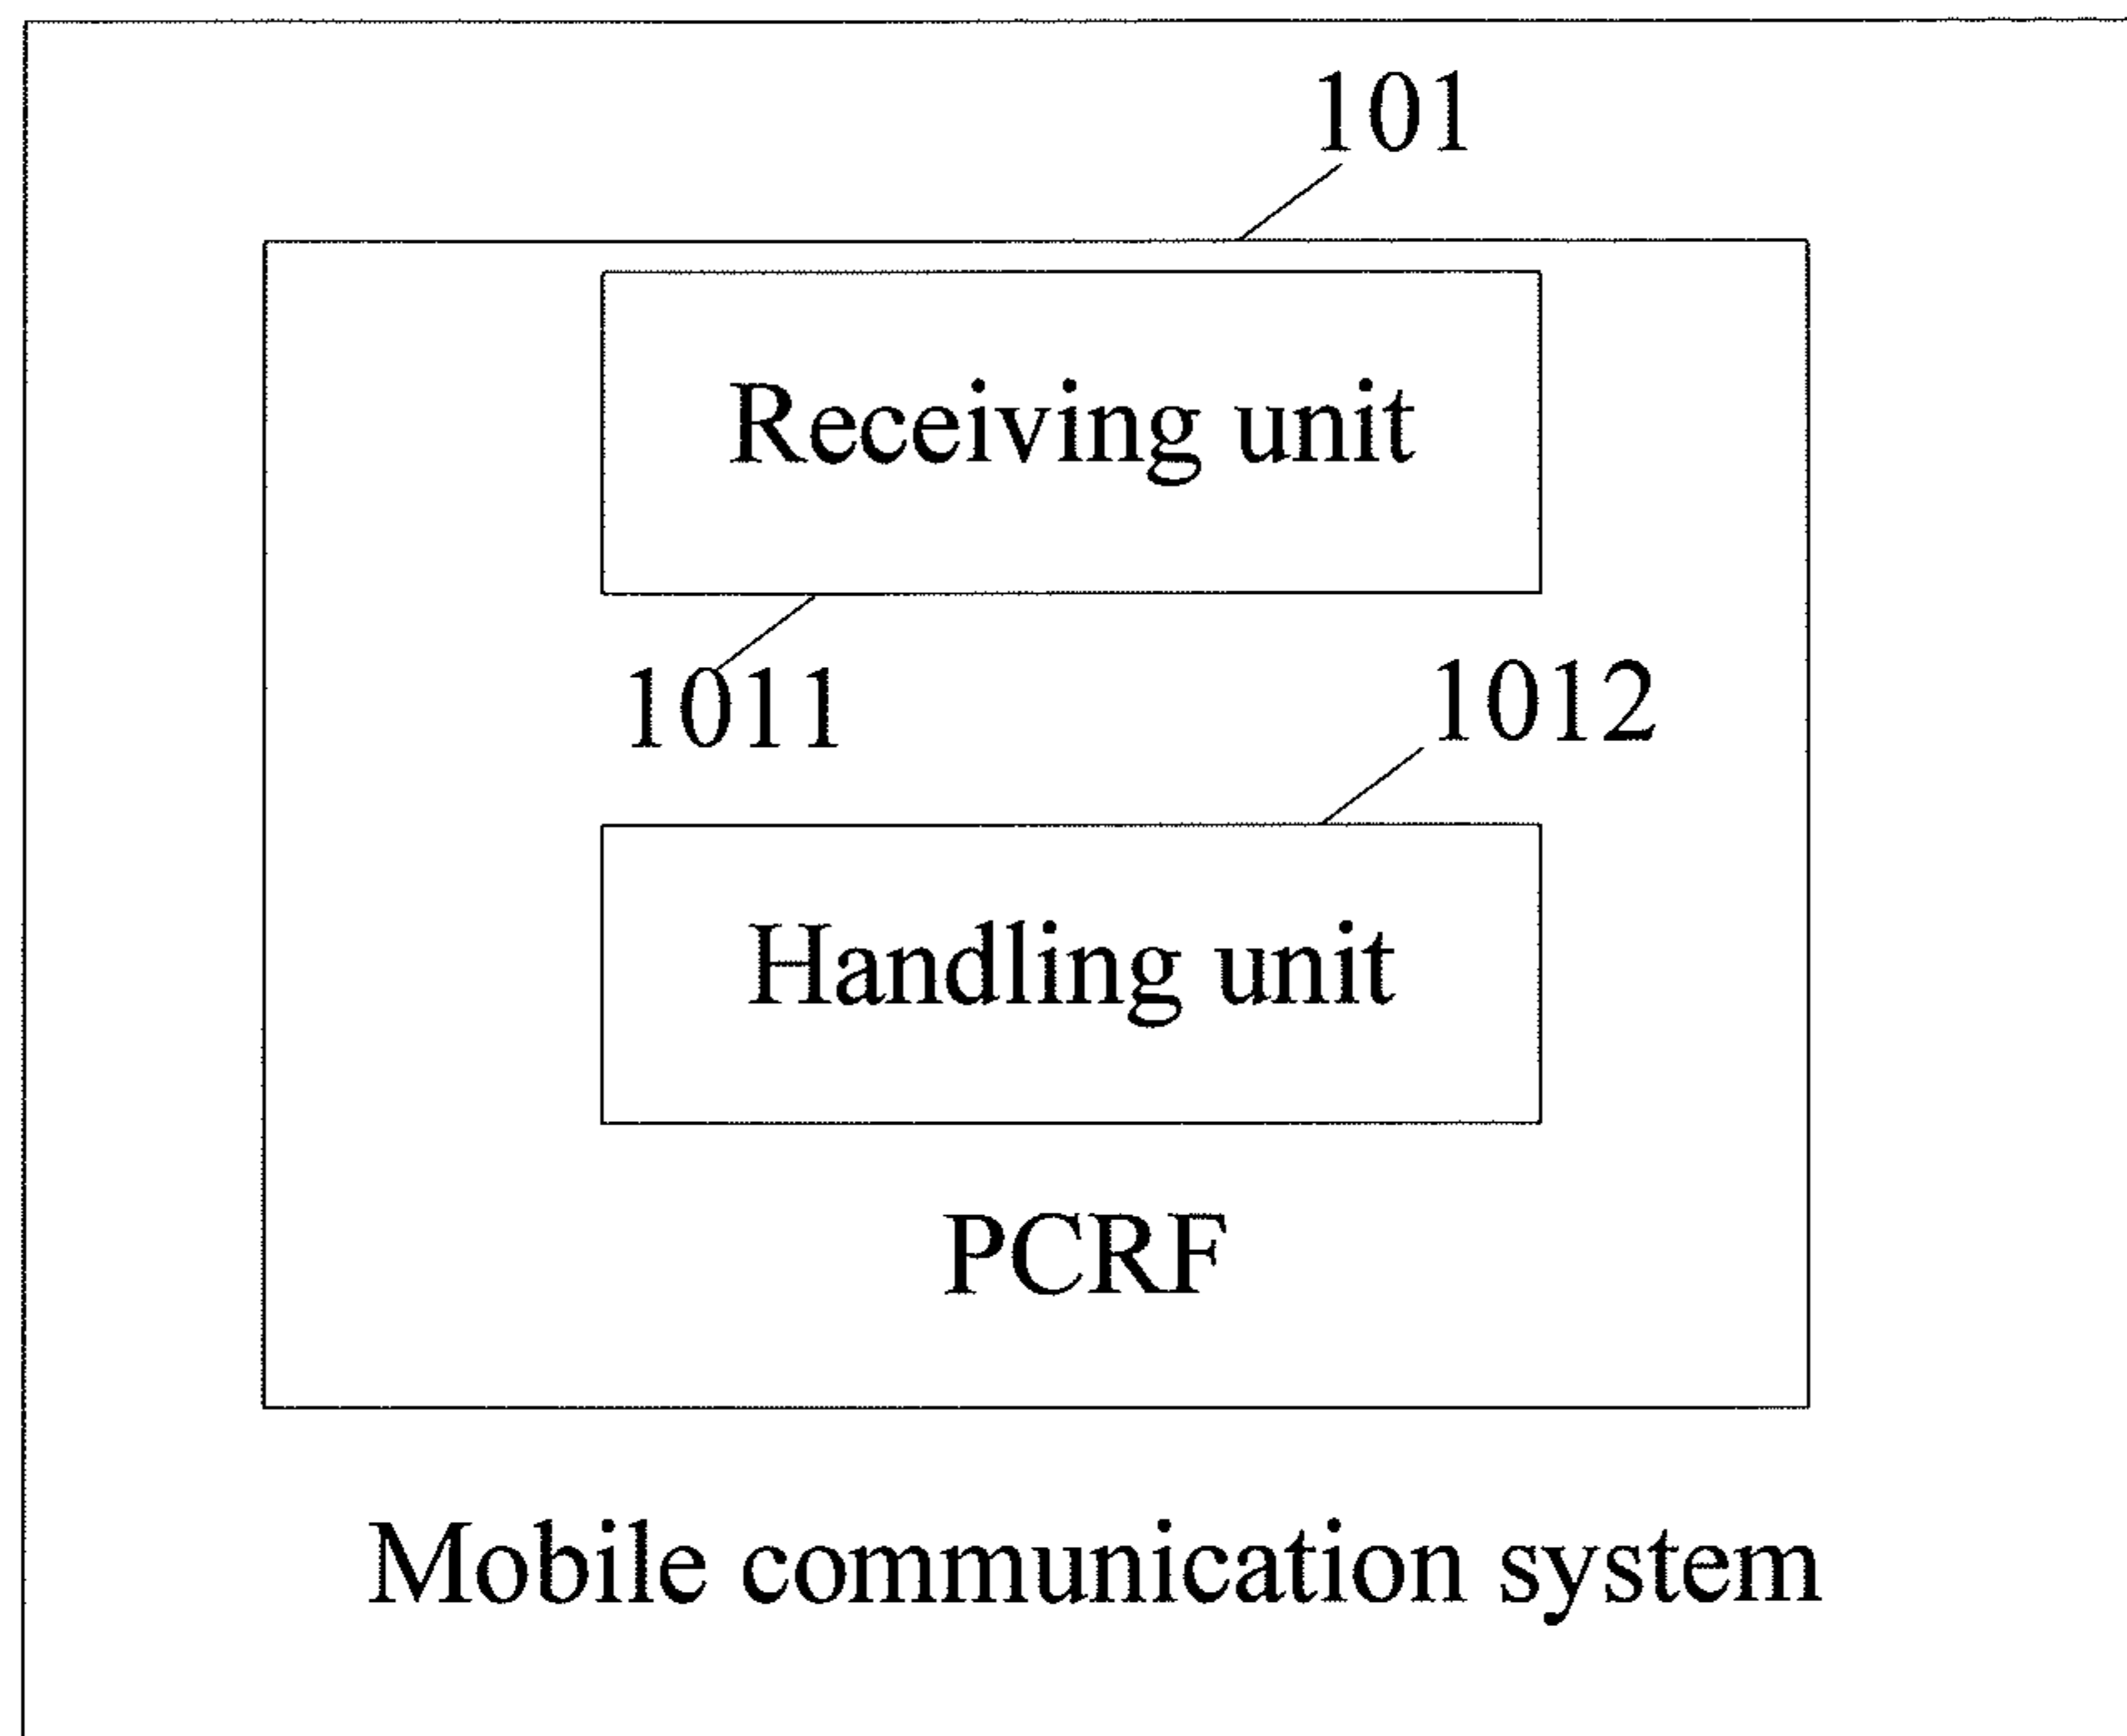 101
Receiving unit
1011
1012
Handling unit
PCRF
Mobile communication system